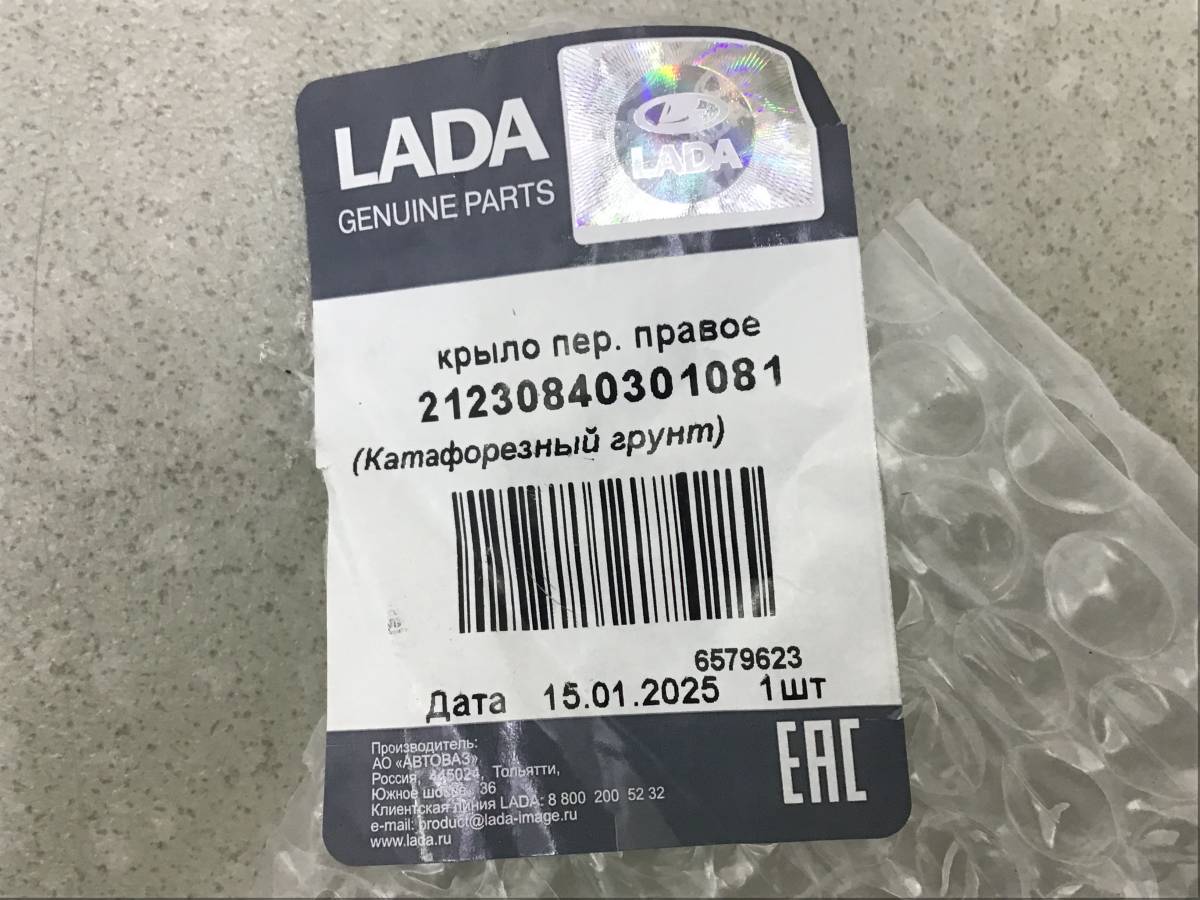 LADA
GENUINE PARTS
LADA
крыло пер. правое
21230840301081
(Катафорезный грунт)
6579623
Дата 15.01.2025 1шт
Производитель:
АО «АВТОВАЗ»
Россия, 445024, Тольятти,
Южное шоссе, 36
Клиентская линия LADA: 8 800 200 52 32
e-mail: product@lada-image.ru
www.lada.ru
EAC